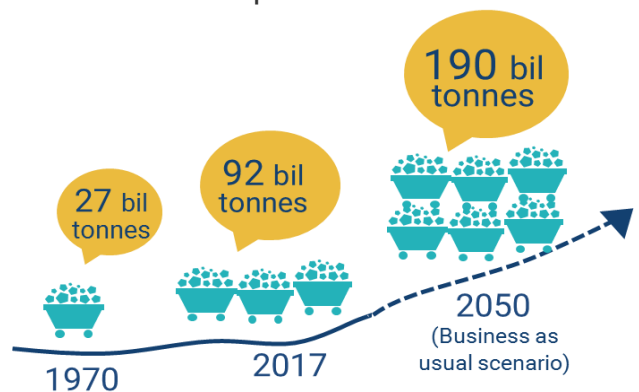 27 bil
tonnes
92 bil
tonnes
190 bil
tonnes
1970
2017
2050
(Business as
usual scenario)